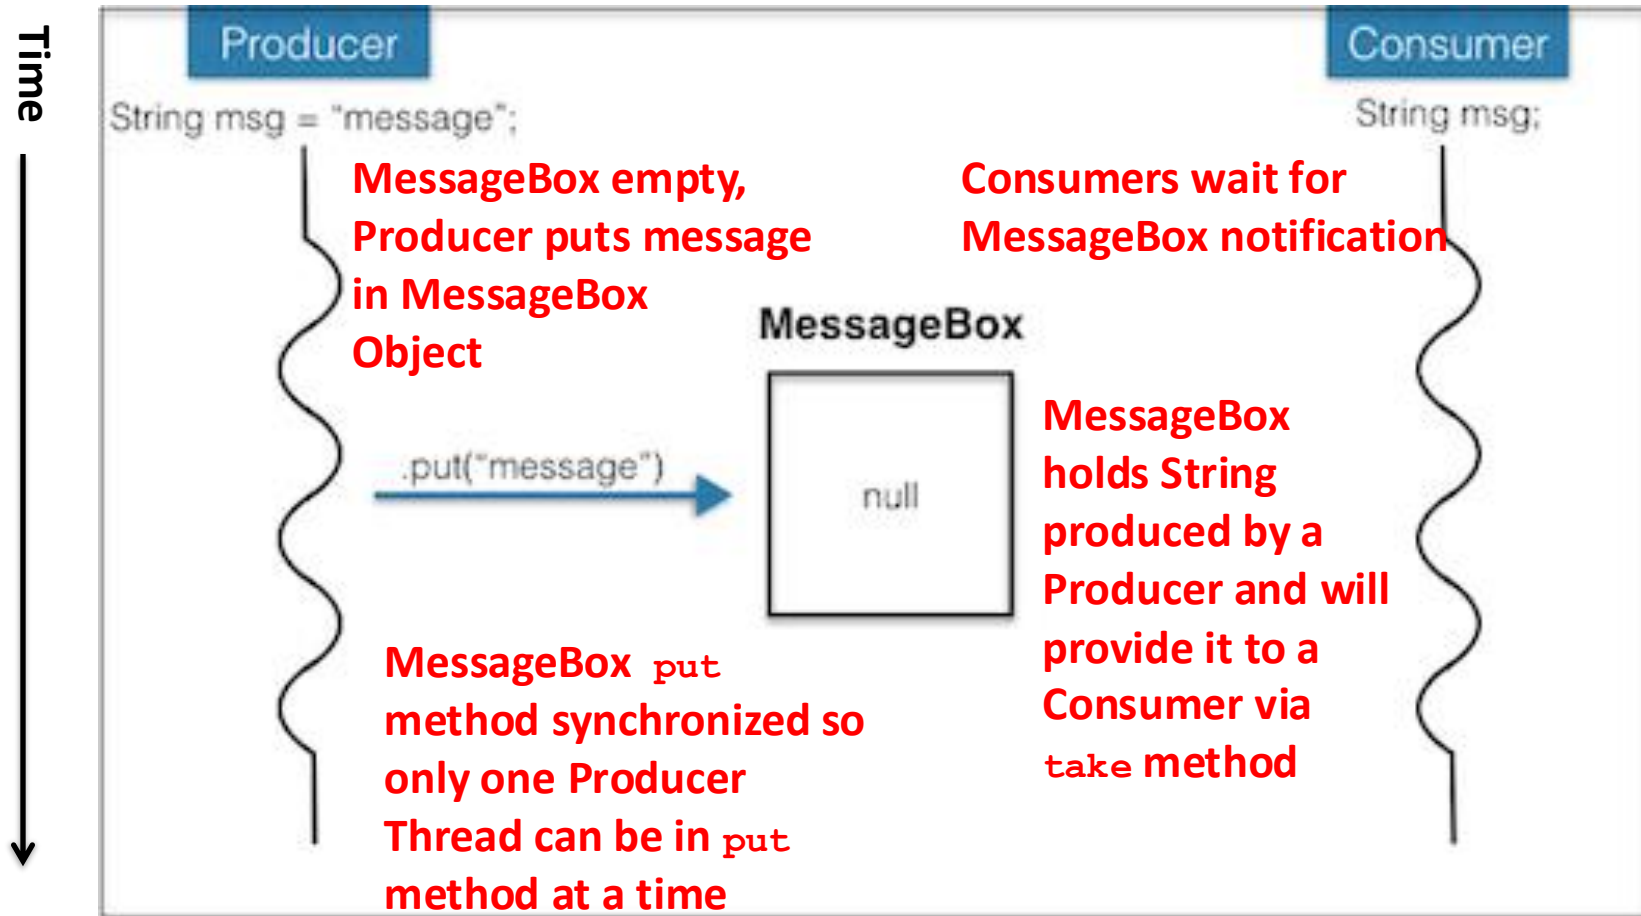 Time
Producer
Consumer
String msg = "message";
String msg;
MessageBox empty,
Producer puts message
in MessageBox
Object
Consumers wait for
MessageBox notification
MessageBox
.put("message")
null
MessageBox
holds String
produced by a
Producer and will
provide it to a
Consumer via
take method
MessageBox put
method synchronized so
only one Producer
Thread can be in put
method at a time